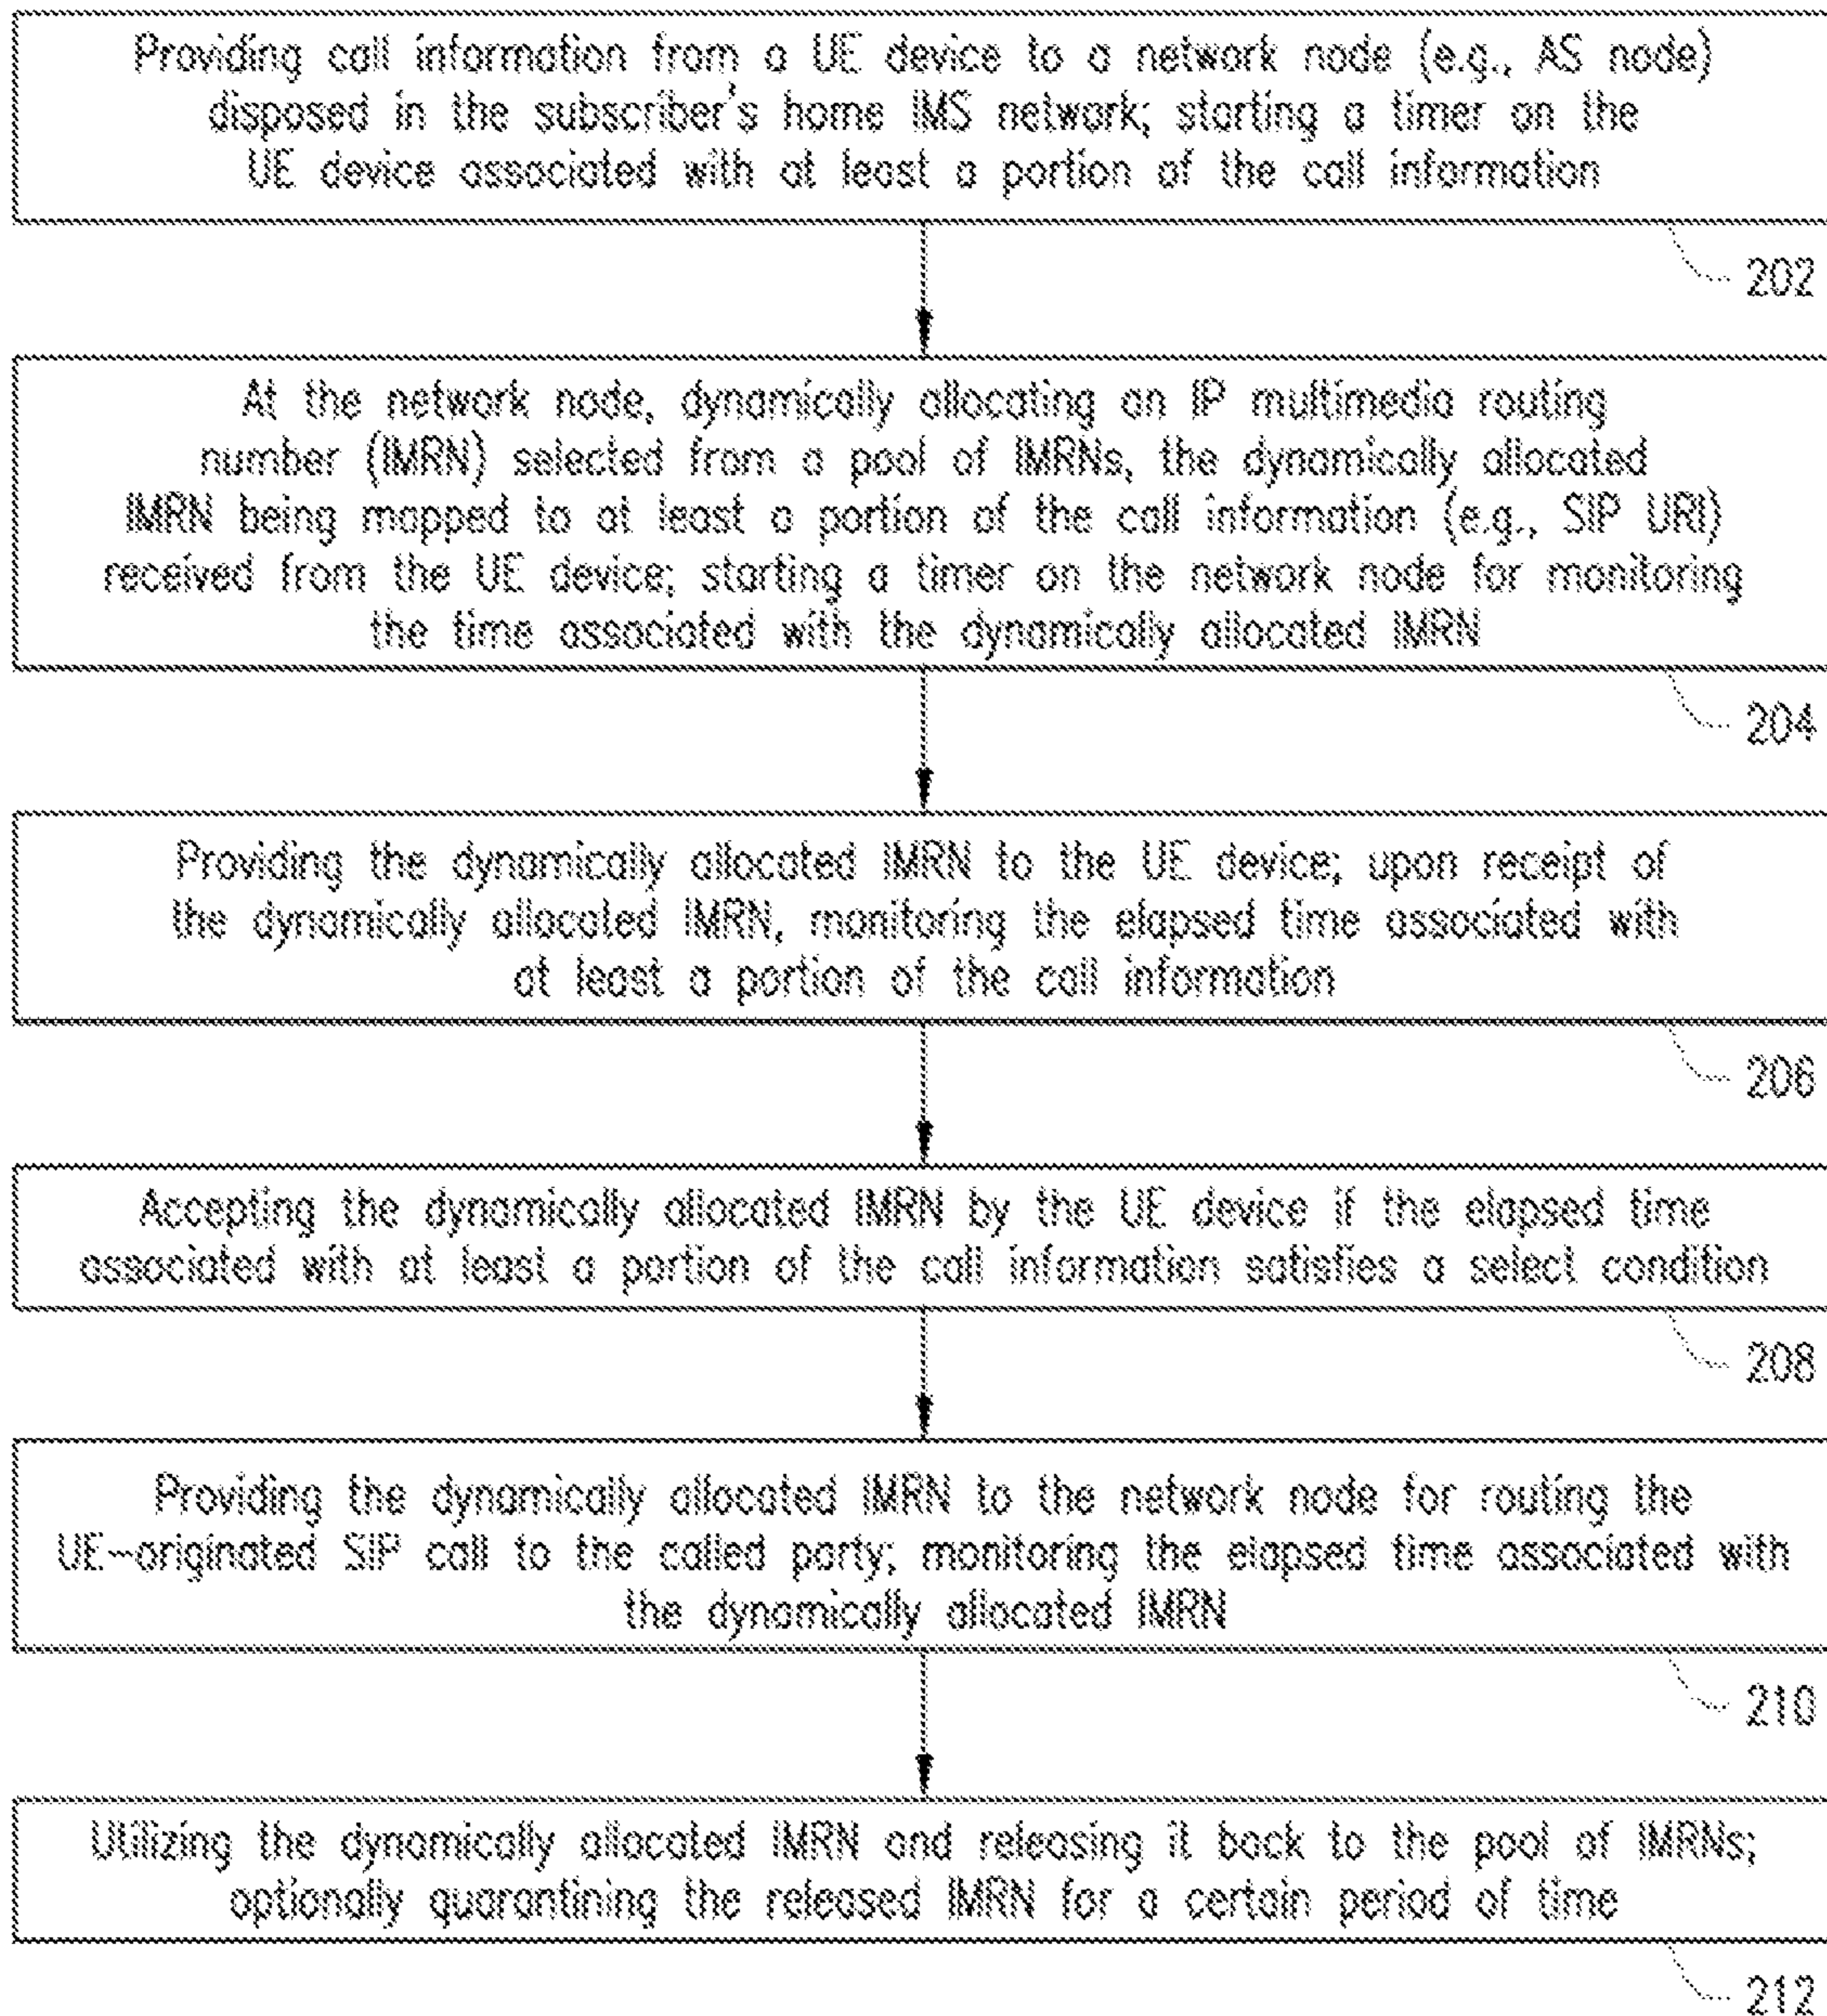 Providing call information from a UE device to a network node (e.g., AS node)
disposed in the subscriber's home IMS network; starting a timer on the
UE device associated with at least a portion of the call information
202
At the network node, dynamically allocating an IP multimedia routing
number (IMRN) selected from a pool of IMRNs, the dynamically allocated
IMRN being mapped to at least a portion of the call information (e.g., SIP URI)
received from the UE device; starting a timer on the network node for monitoring
the time associated with the dynamically allocated IMRN
204
Providing the dynamically allocated IMRN to the UE device; upon receipt of
the dynamically allocated IMRN, monitoring the elapsed time associated with
at least a portion of the call information
206
Accepting the dynamically allocated IMRN by the UE device if the elapsed time
associated with at least a portion of the call information satisfies a select condition
208
Providing the dynamically allocated IMRN to the network node for routing the
UE-originated SIP call to the called party; monitoring the elapsed time associated with
the dynamically allocated IMRN
210
Utilizing the dynamically allocated IMRN and releasing it back to the pool of IMRNs;
optionally quarantining the released IMRN for a certain period of time
212